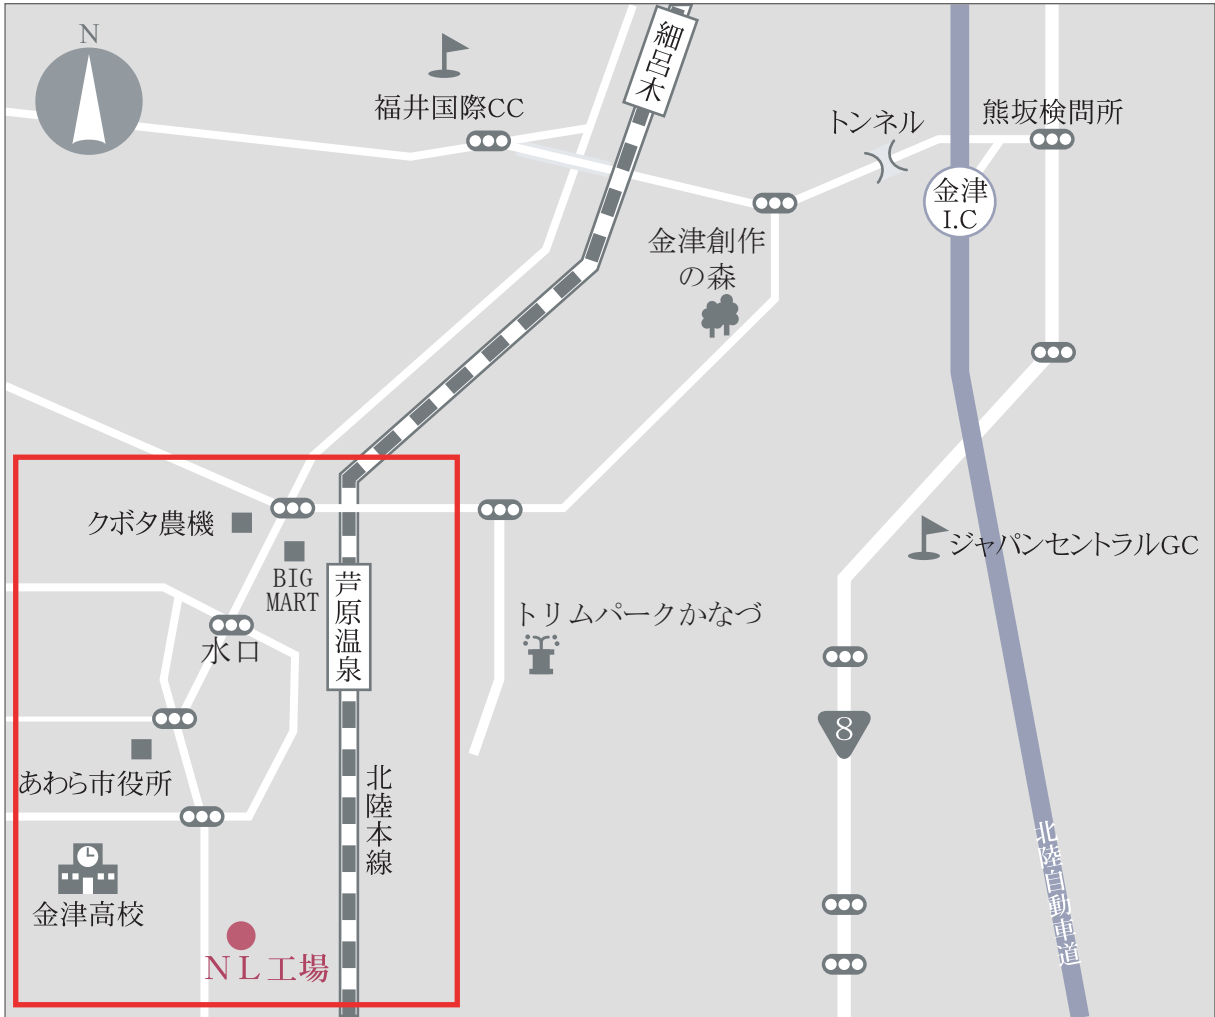 N
福井国際CC
細呂木
トンネル
熊坂検問所
金津
I.C
金津創作
の森
クボタ農機
BIG
MART
芦原温泉
水口
トリムパークかなづ
ジャパンセントラルGC
8
あわら市役所
北陸本線
金津高校
NL工場
北陸自動車道